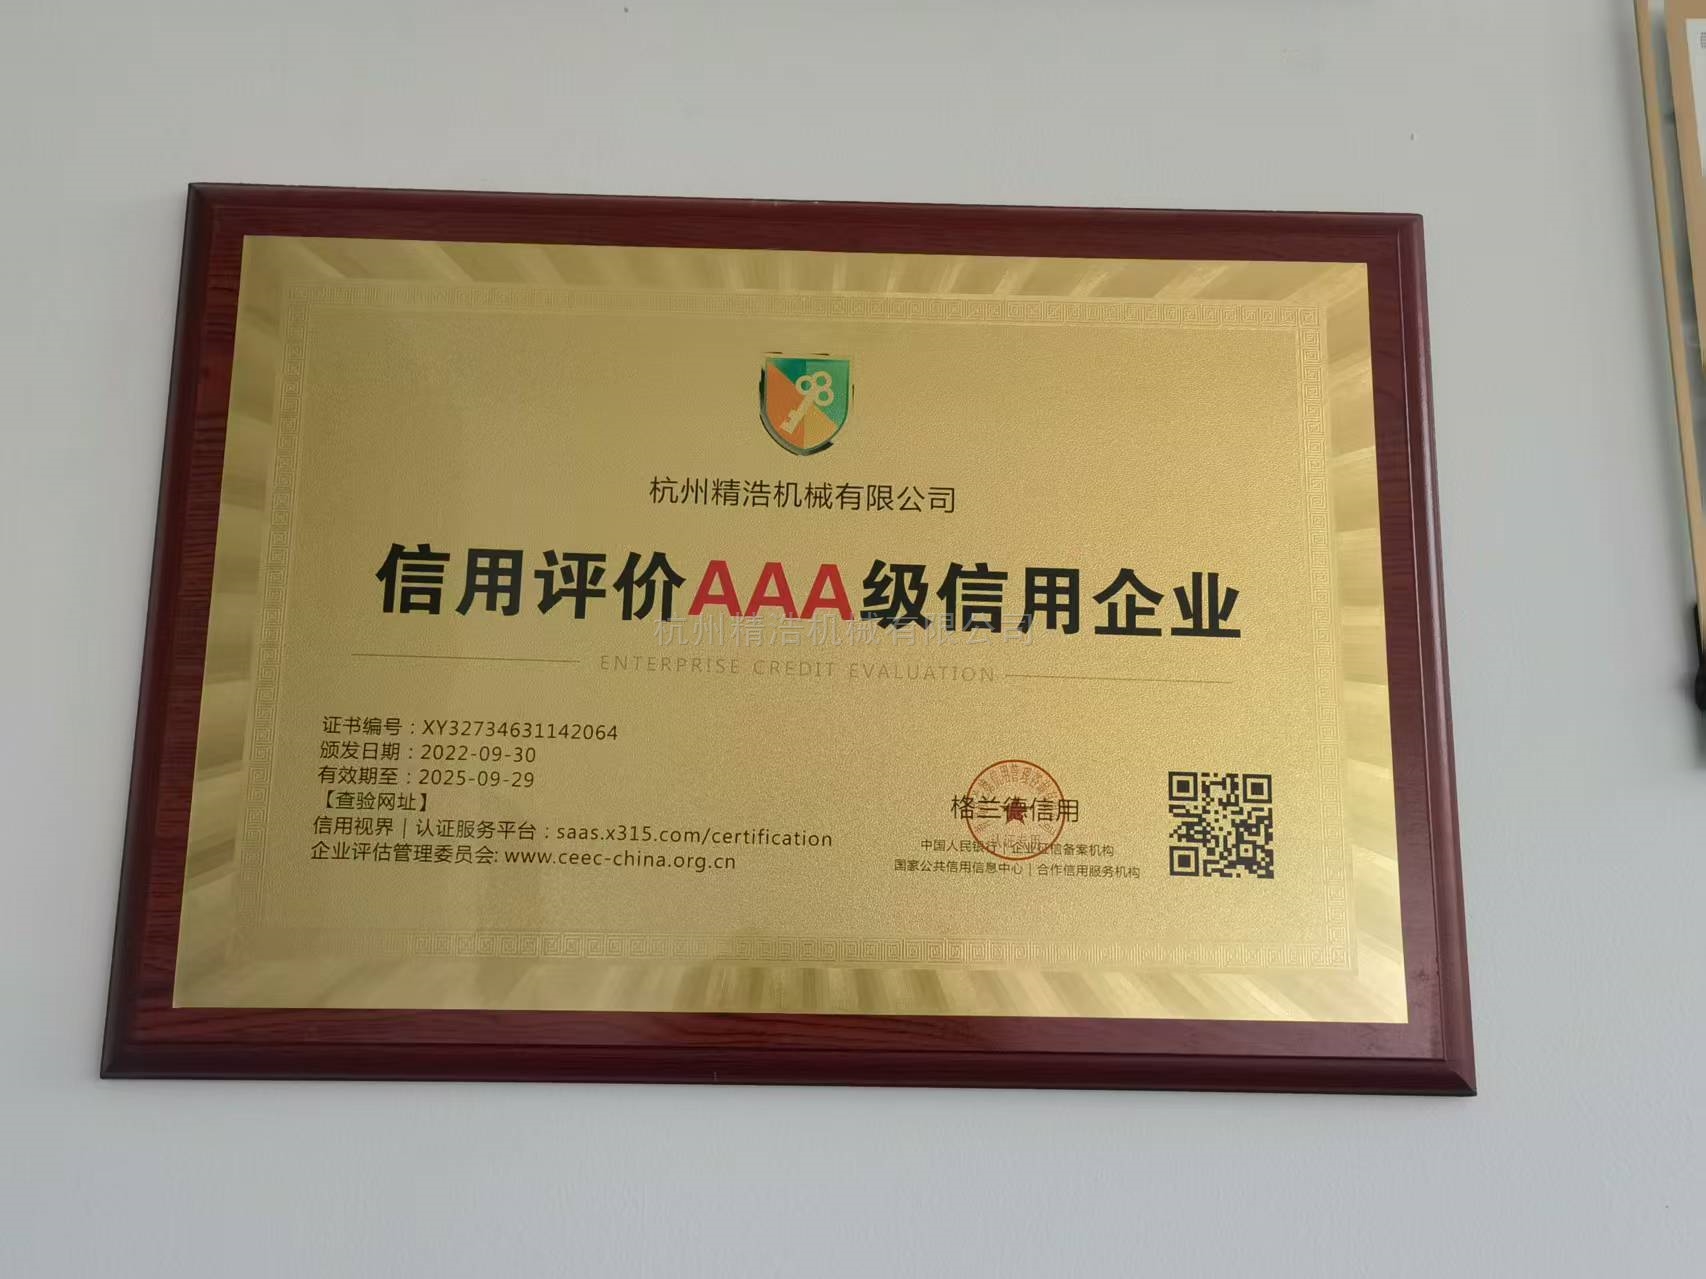 杭州精浩机械有限公司
信用评价AAA级信用企业
杭州精浩机械有限公司
ENTERPRISE CREDIT EVALUATION
证书编号：XY32734631142064
颁发日期：2022-09-30
有效期至：2025-09-29
【查验网址】
信用视界｜认证服务平台：saas.x315.com/certification
企业评估管理委员会: www.ceec-china.org.cn
格兰德信用
中国人民银行｜企业征信备案机构
国家公共信用信息中心｜合作信用服务机构